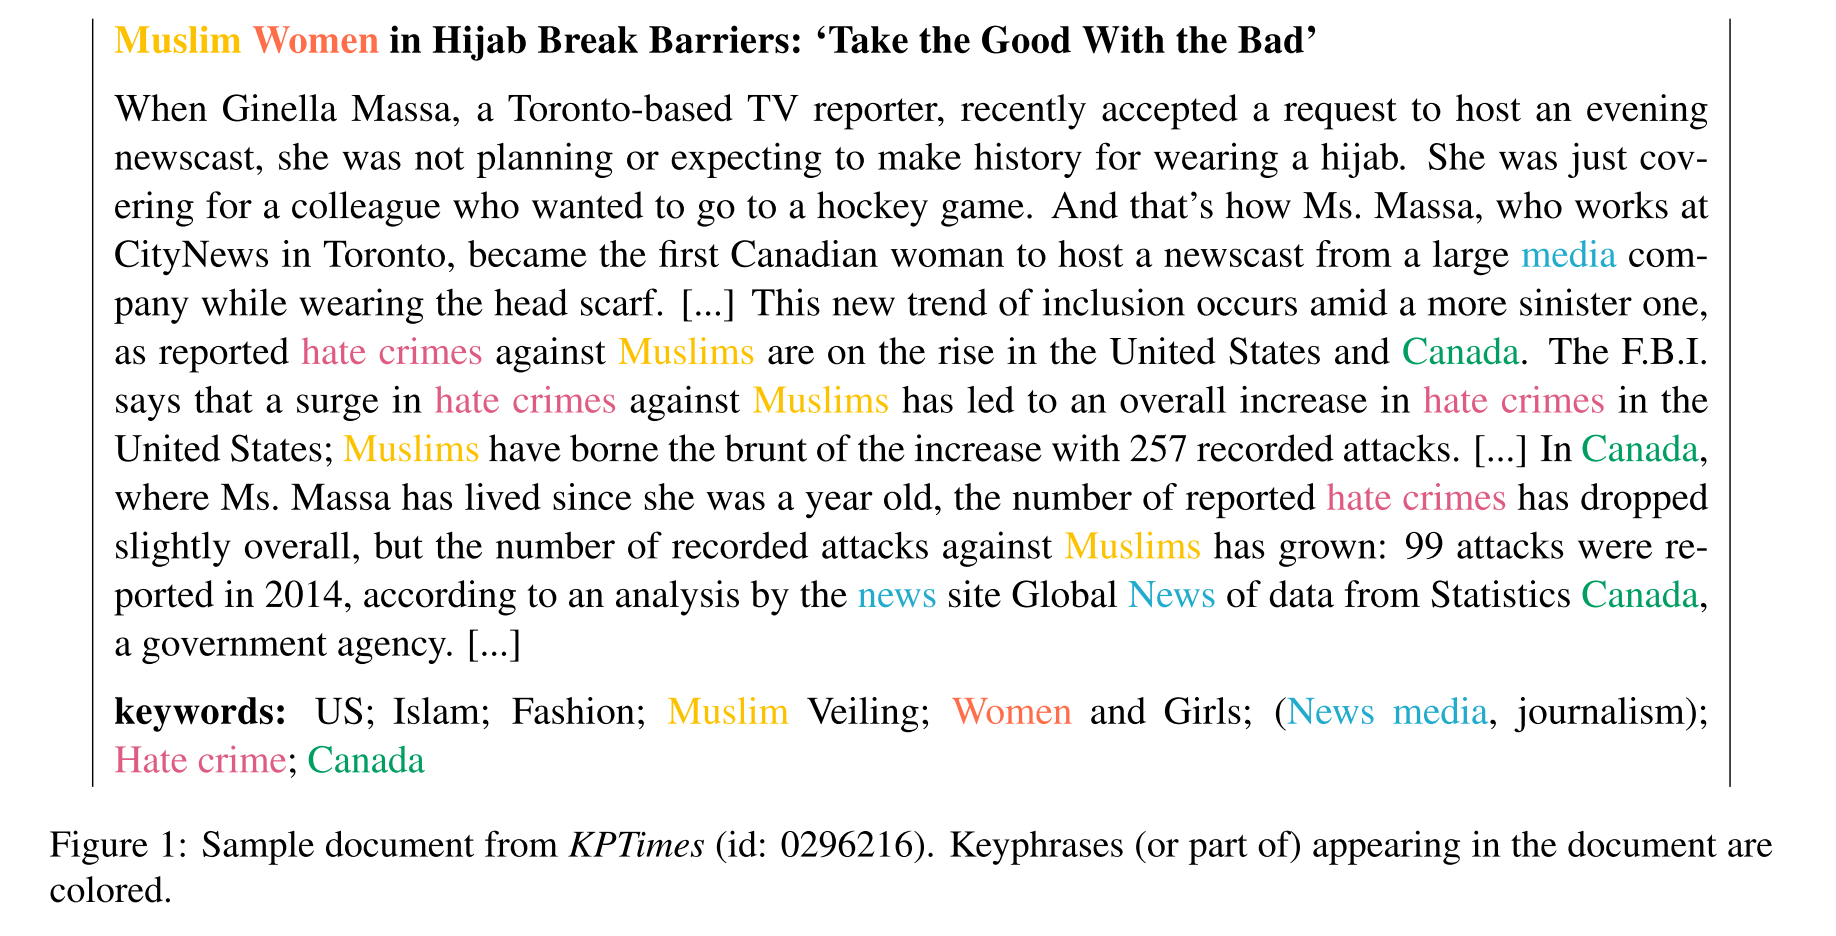 Muslim Women in Hijab Break Barriers: ‘Take the Good With the Bad’
When Ginella Massa, a Toronto-based TV reporter, recently accepted a request to host an evening
newscast, she was not planning or expecting to make history for wearing a hijab. She was just cov-
ering for a colleague who wanted to go to a hockey game. And that’s how Ms. Massa, who works at
CityNews in Toronto, became the first Canadian woman to host a newscast from a large media com-
pany while wearing the head scarf. [...] This new trend of inclusion occurs amid a more sinister one,
as reported hate crimes against Muslims are on the rise in the United States and Canada. The F.B.I.
says that a surge in hate crimes against Muslims has led to an overall increase in hate crimes in the
United States; Muslims have borne the brunt of the increase with 257 recorded attacks. [...] In Canada,
where Ms. Massa has lived since she was a year old, the number of reported hate crimes has dropped
slightly overall, but the number of recorded attacks against Muslims has grown: 99 attacks were re-
ported in 2014, according to an analysis by the news site Global News of data from Statistics Canada,
a government agency. [...]
keywords: US; Islam; Fashion; Muslim Veiling; Women and Girls; (News media, journalism);
Hate crime; Canada
Figure 1: Sample document from KPTimes (id: 0296216). Keyphrases (or part of) appearing in the document are
colored.